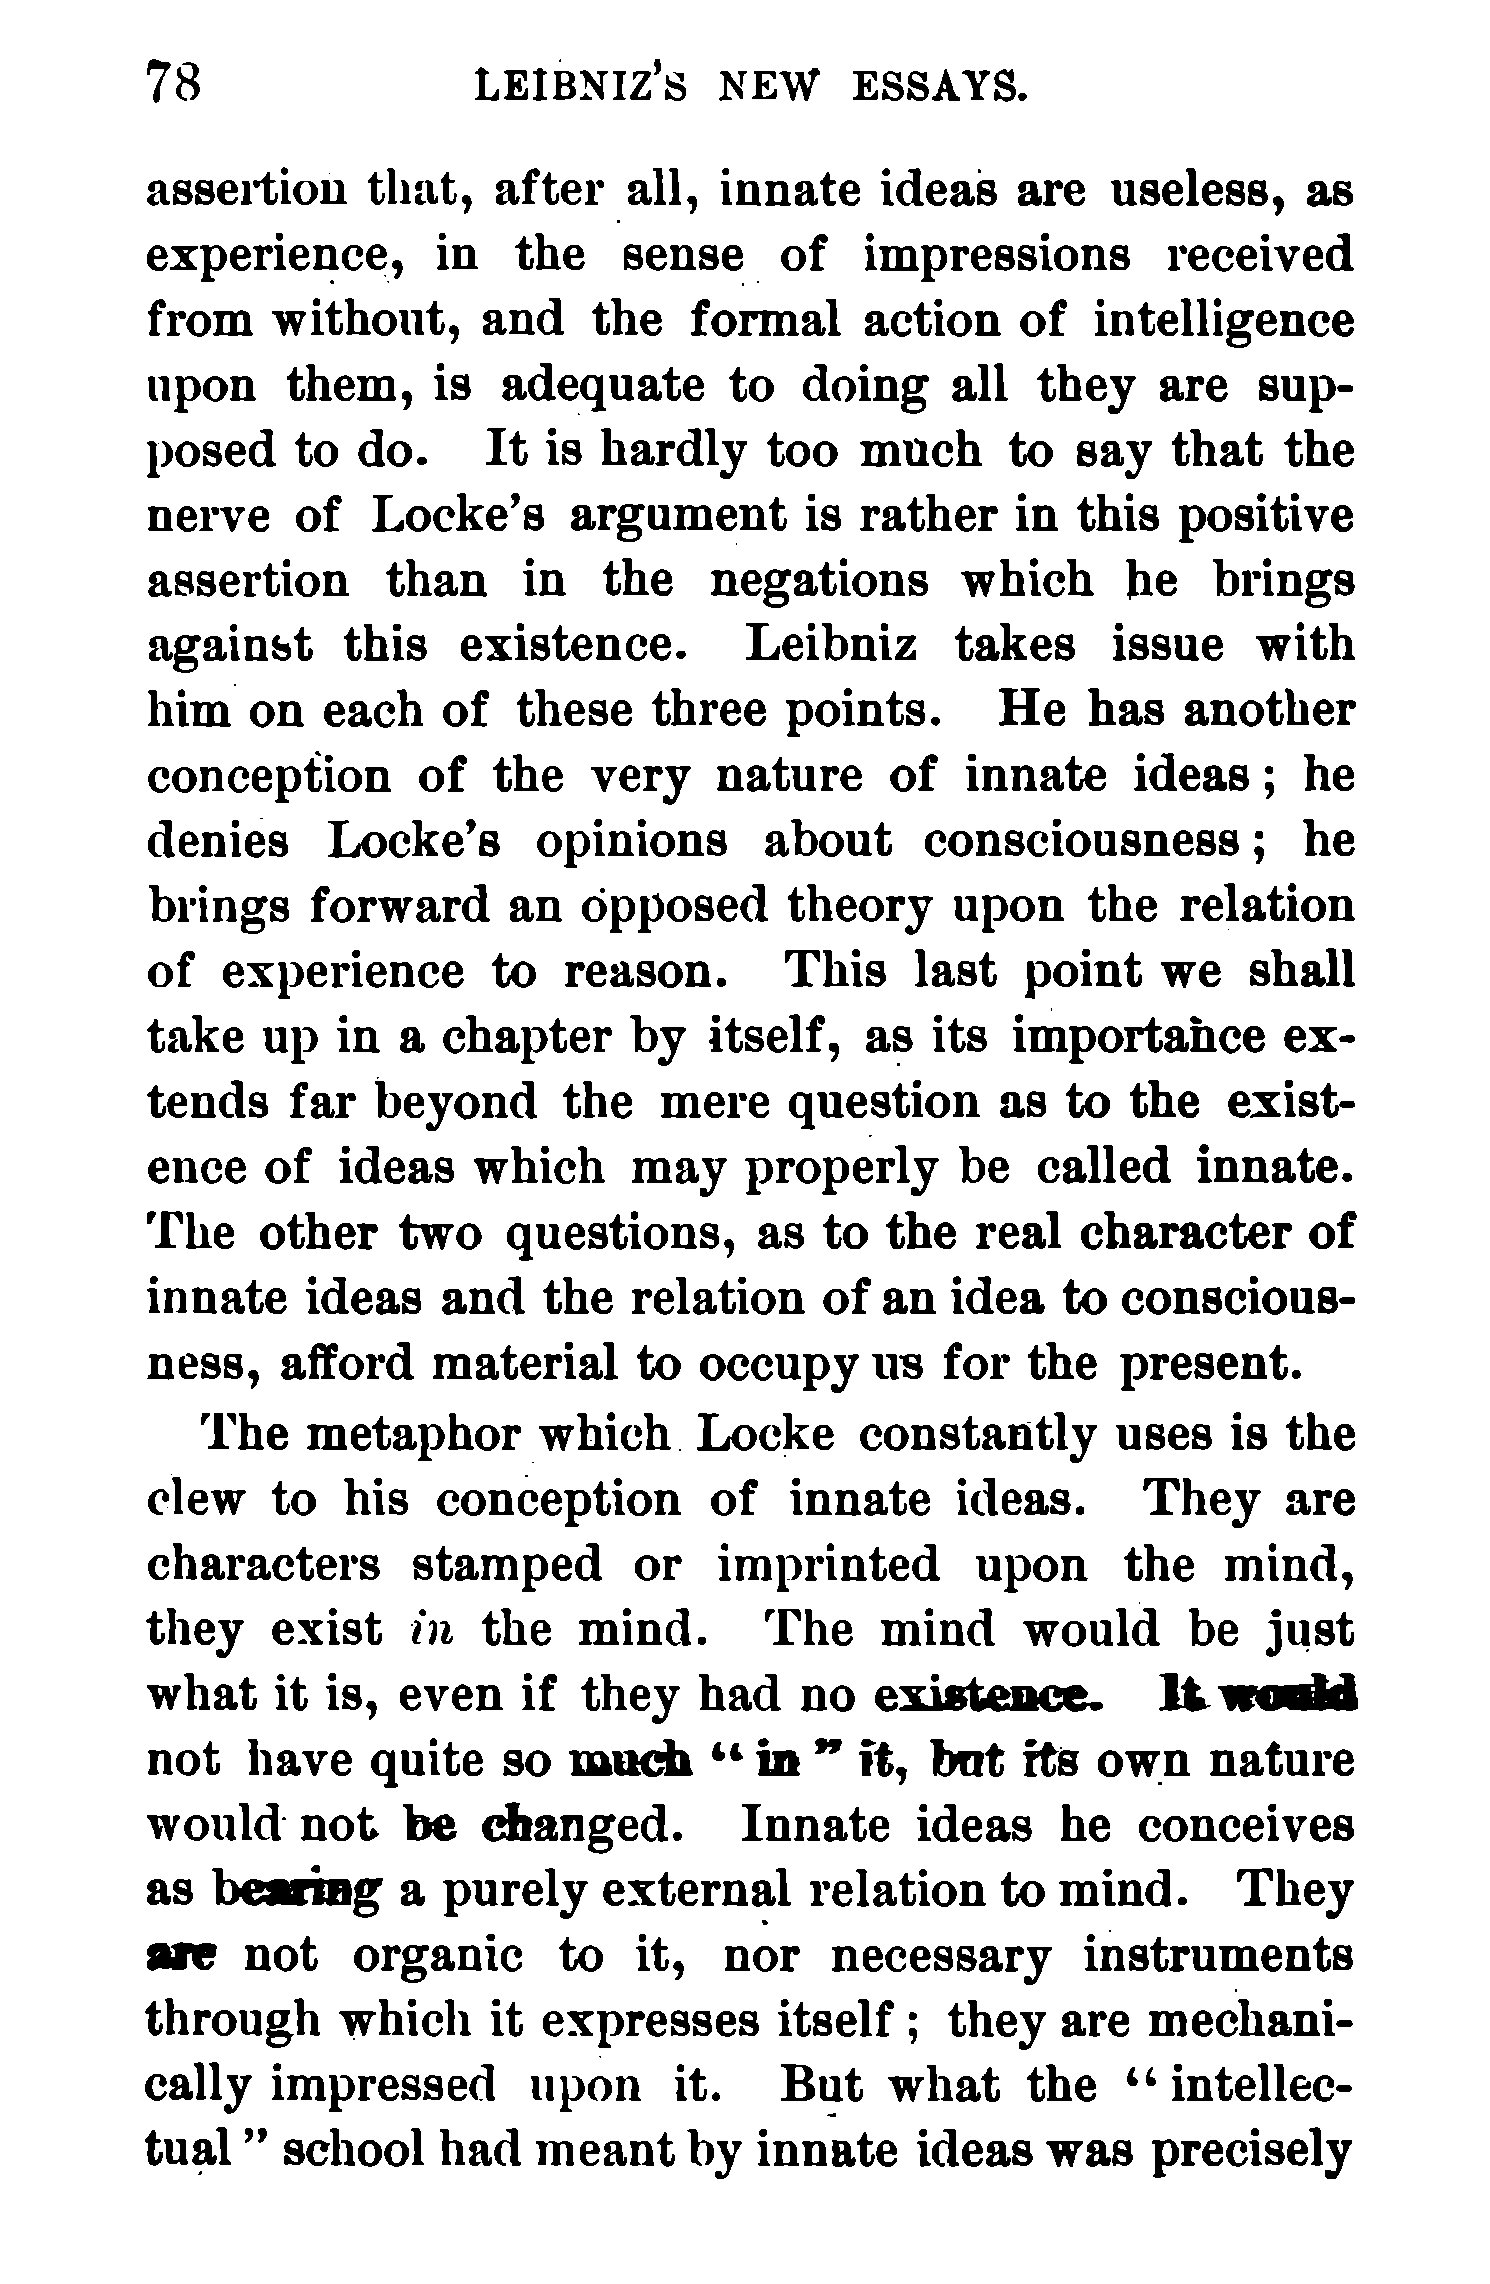 78 LEIBNIZ'S NEW ESSAYS.
assertion that, after all, innate ideas are useless, as
experience, in the sense of impressions received
from without, and the formal action of intelligence
upon them, is adequate to doing all they are sup-
posed to do. It is hardly too much to say that the
nerve of Locke's argument is rather in this positive
assertion than in the negations which he brings
against this existence. Leibniz takes issue with
him on each of these three points. He has another
conception of the very nature of innate ideas; he
denies Locke's opinions about consciousness; he
brings forward an opposed theory upon the relation
of experience to reason. This last point we shall
take up in a chapter by itself, as its importance ex-
tends far beyond the mere question as to the exist-
ence of ideas which may properly be called innate.
The other two questions, as to the real character of
innate ideas and the relation of an idea to conscious-
ness, afford material to occupy us for the present.
The metaphor which Locke constantly uses is the
clew to his conception of innate ideas. They are
characters stamped or imprinted upon the mind,
they exist in the mind. The mind would be just
what it is, even if they had no existence. It would
not have quite so much "in" it, but its own nature
would not be changed. Innate ideas he conceives
as bearing a purely external relation to mind. They
are not organic to it, nor necessary instruments
through which it expresses itself; they are mechani-
cally impressed upon it. But what the "intellec-
tual" school had meant by innate ideas was precisely